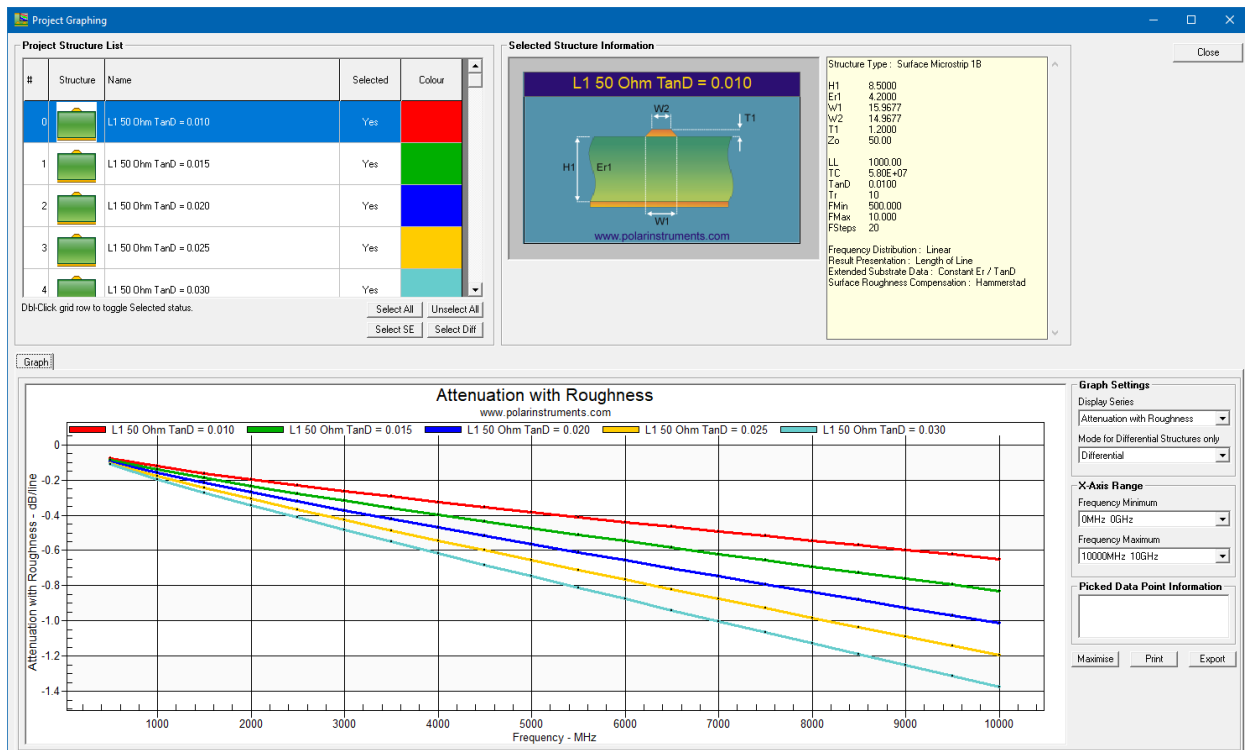 Project Graphing
Close
Project Structure List
# Structure Name Selected Colour
0 L1 50 Ohm TanD = 0.010 Yes
1 L1 50 Ohm TanD = 0.015 Yes
2 L1 50 Ohm TanD = 0.020 Yes
3 L1 50 Ohm TanD = 0.025 Yes
4 L1 50 Ohm TanD = 0.030 Yes
Dbl-Click grid row to toggle Selected status.
Select All Unselect All
Select SE Select Diff
Selected Structure Information
L1 50 Ohm TanD = 0.010
W2
T1
H1 Er1
W1
www.polarinstruments.com
Structure Type : Surface Microstrip 1B
H1 8.5000
Er1 4.2000
W1 15.9677
W2 14.9677
T1 1.2000
Zo 50.00
LL 1000.00
TC 5.80E+07
TanD 0.0100
Tr 10
FMin 500.000
FMax 10.000
FSteps 20
Frequency Distribution : Linear
Result Presentation : Length of Line
Extended Substrate Data : Constant Er / TanD
Surface Roughness Compensation : Hammerstad
Graph
Attenuation with Roughness
www.polarinstruments.com
L1 50 Ohm TanD = 0.010 L1 50 Ohm TanD = 0.015 L1 50 Ohm TanD = 0.020 L1 50 Ohm TanD = 0.025 L1 50 Ohm TanD = 0.030
Attenuation with Roughness - dB/line
0
-0.2
-0.4
-0.6
-0.8
-1.0
-1.2
-1.4
1000 2000 3000 4000 5000 6000 7000 8000 9000 10000
Frequency - MHz
Graph Settings
Display Series
Attenuation with Roughness
Mode for Differential Structures only
Differential
X-Axis Range
Frequency Minimum
0MHz 0GHz
Frequency Maximum
10000MHz 10GHz
Picked Data Point Information
Maximise Print Export